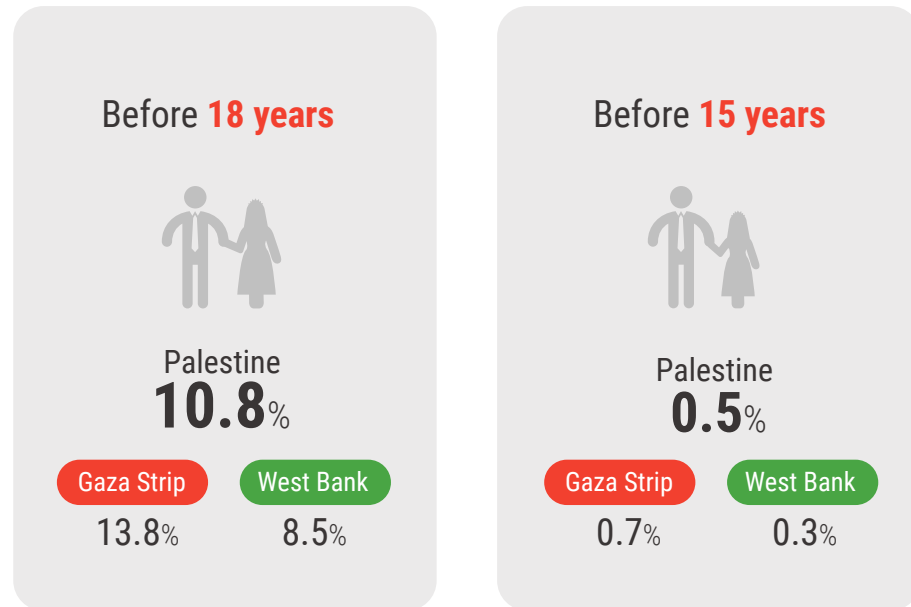 Before 18 years
Palestine
10.8%
Gaza Strip
13.8%
West Bank
8.5%
Before 15 years
Palestine
0.5%
Gaza Strip
0.7%
West Bank
0.3%